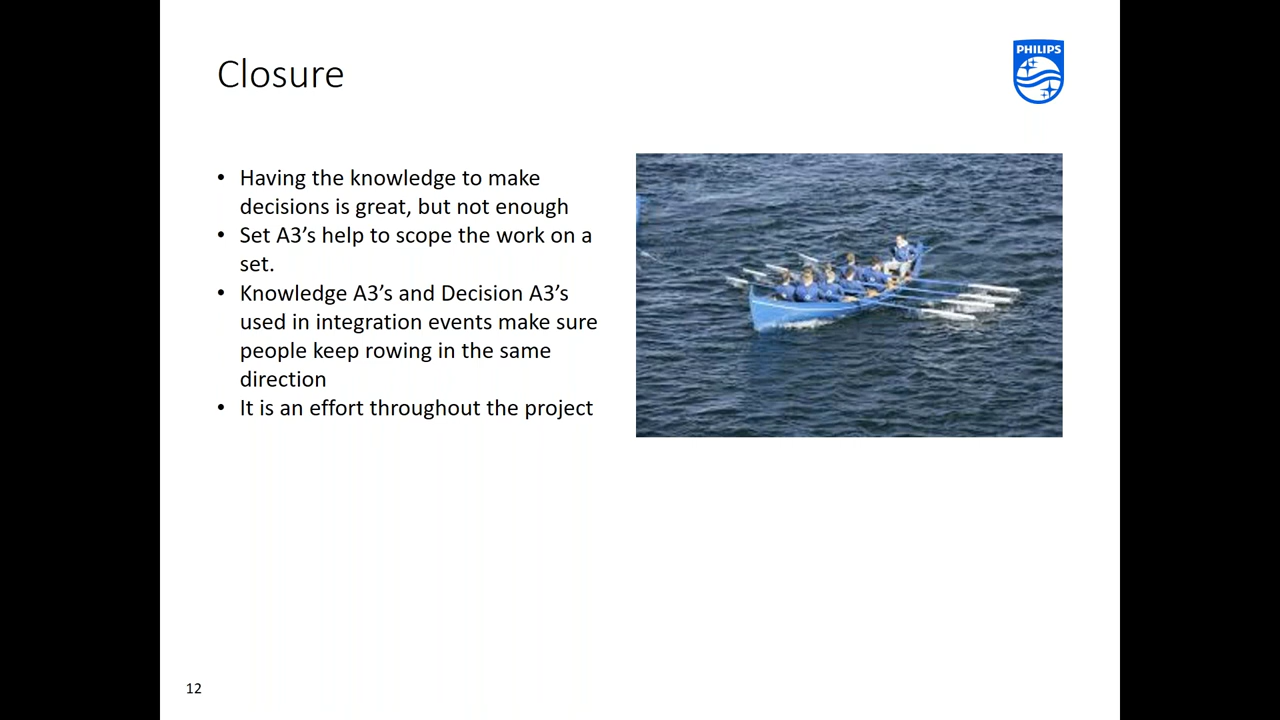 Closure
PHILIPS
• Having the knowledge to make
decisions is great, but not enough
• Set A3’s help to scope the work on a
set.
• Knowledge A3’s and Decision A3’s
used in integration events make sure
people keep rowing in the same
direction
• It is an effort throughout the project
12